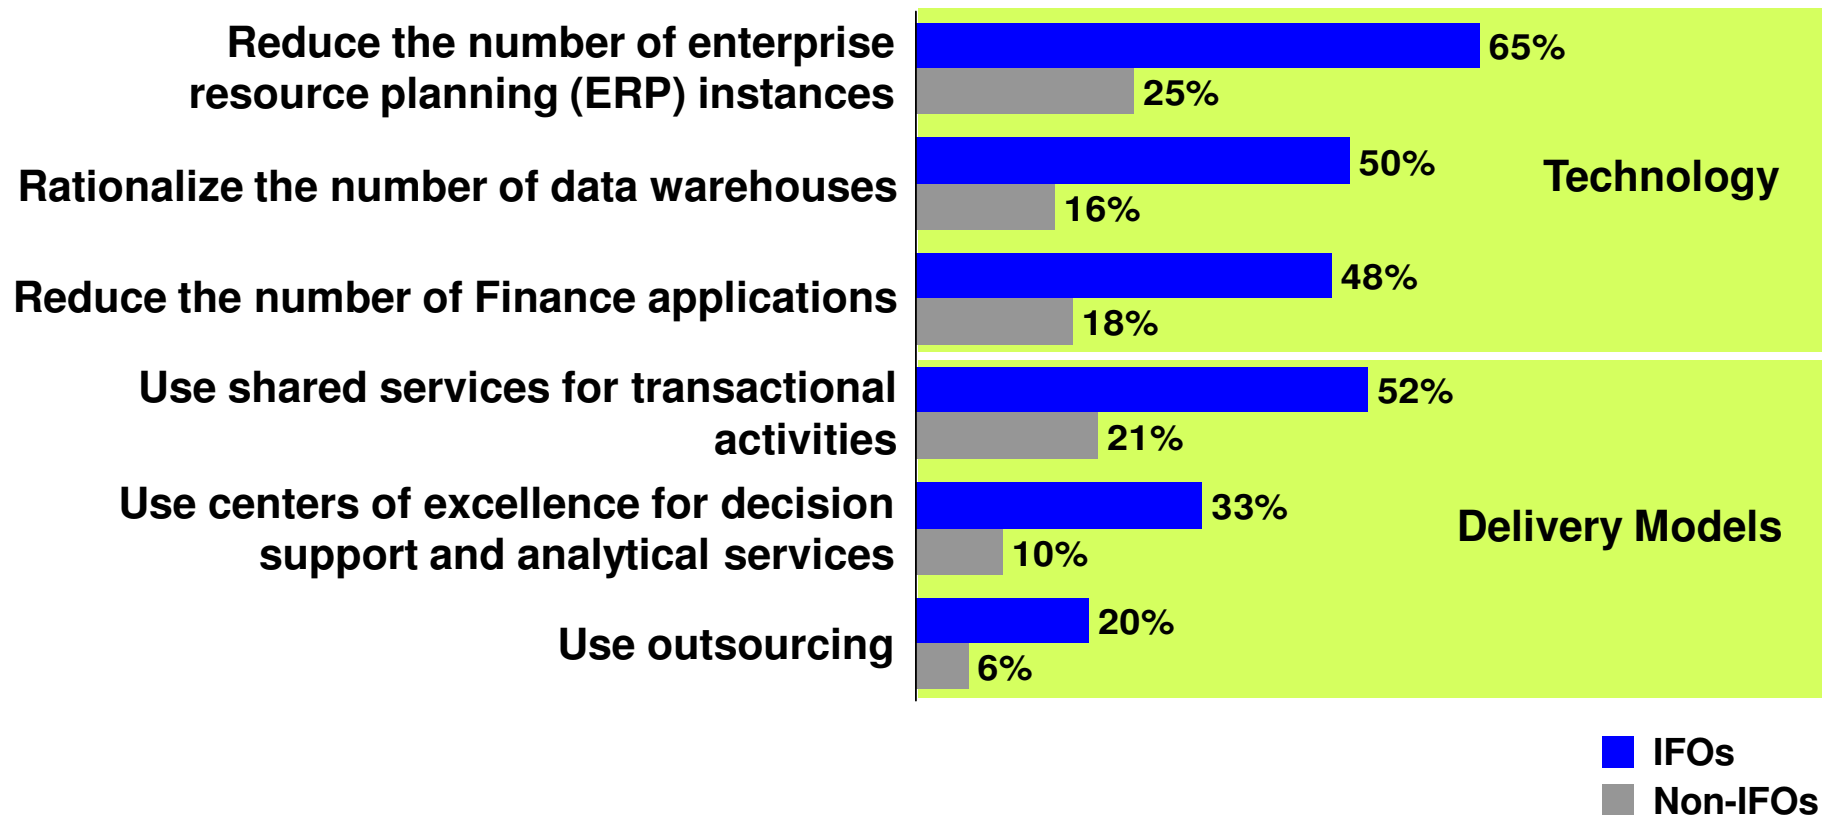 Reduce the number of enterprise
resource planning (ERP) instances
65%
25%
Rationalize the number of data warehouses
50%
16%
Technology
Reduce the number of Finance applications
48%
18%
Use shared services for transactional
activities
52%
21%
Use centers of excellence for decision
support and analytical services
33%
10%
Delivery Models
Use outsourcing
20%
6%
IFOs
Non-IFOs